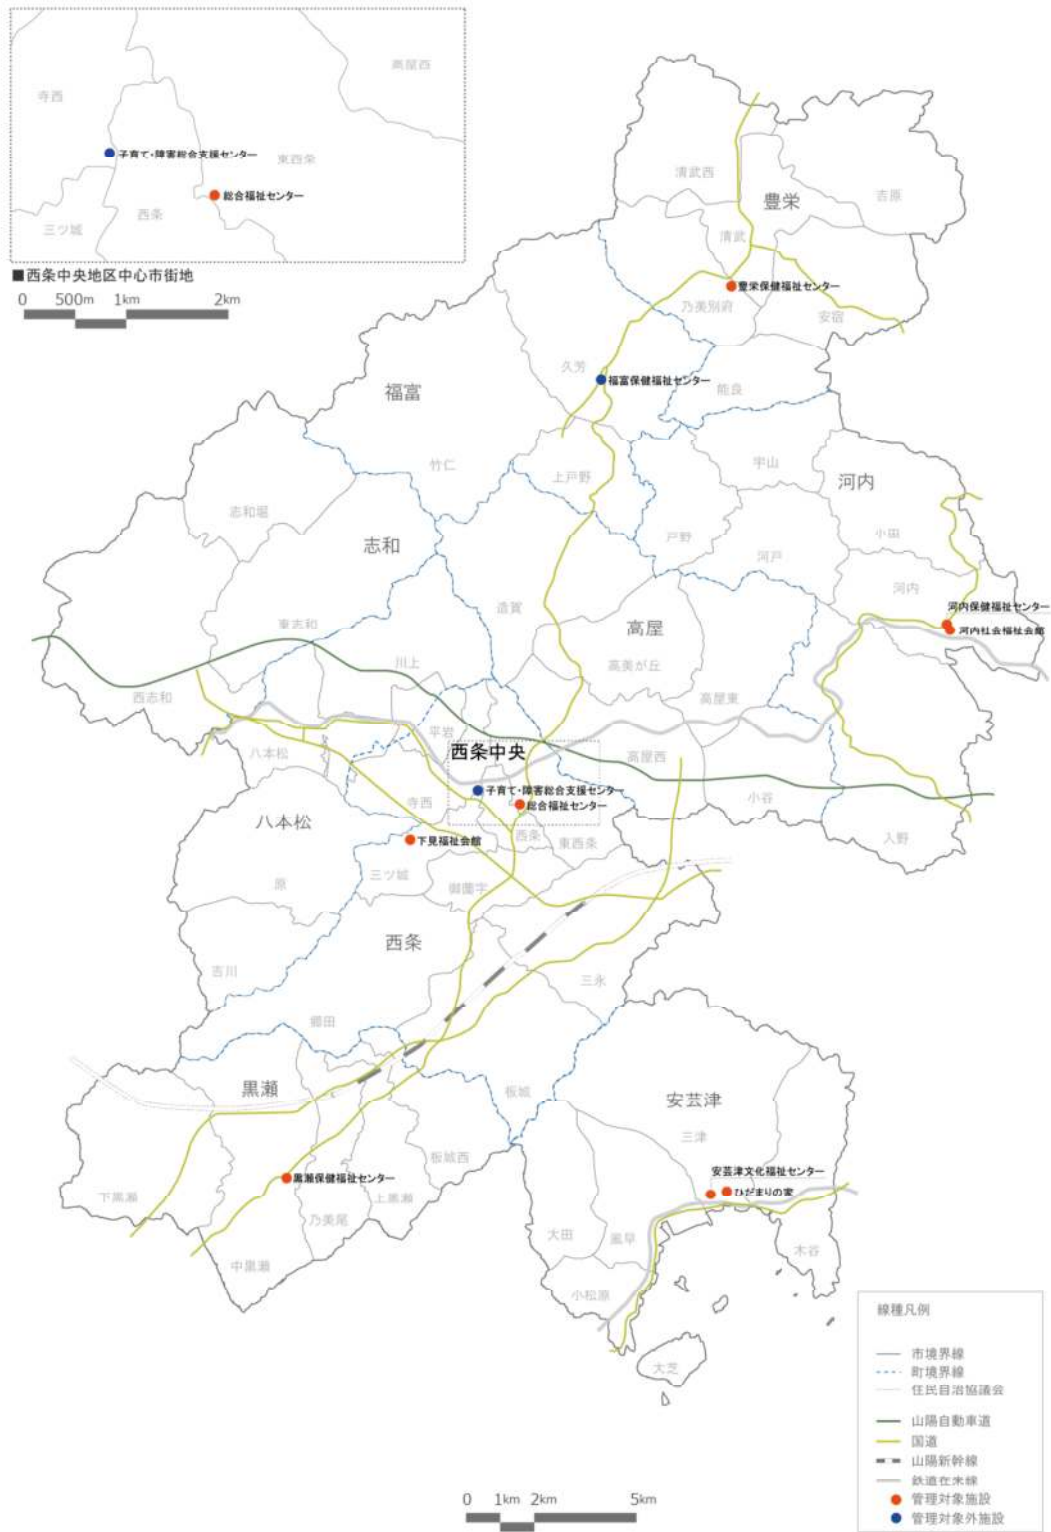 寺西
高屋西
子育て・障害総合支援センター
東西条
総合福祉センター
三ツ城
西条
■西条中央地区中心市街地
0 500m 1km 2km
清武西
豊栄
吉原
清武
豊栄保健福祉センター
乃美別府
安宿
久芳
福富保健福祉センター
能良
福富
竹仁
上戸野
宇山
河内
志和堀
志和
戸野
小田
河戸
河内
造賀
河内保健福祉センター
河内社会福祉会館
東志和
高屋
川上
高美が丘
西志和
高屋東
平岩
西条中央
八本松
高屋西
子育て・障害総合支援センター
寺西
総合福祉センター
小谷
八本松
下見福祉会館
西条
東西条
入野
三ツ城
原
御薗宇
西条
吉川
三永
郷田
黒瀬
板城
安芸津
三津
板城西
安芸津文化福祉センター
黒瀬保健福祉センター
ひだまりの家
下黒瀬
上黒瀬
乃美尾
大田
風早
木谷
中黒瀬
小松原
大芝
線種凡例
市境界線
町境界線
住民自治協議会
山陽自動車道
国道
山陽新幹線
鉄道在来線
管理対象施設
管理対象外施設
0 1km 2km 5km